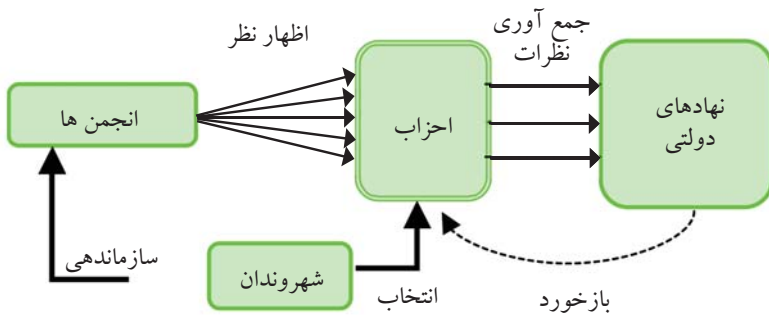 اظهار نظر
جمع آوری
نظرات
انجمن ها
احزاب
نهادهای
دولتی
سازماندهی
شهروندان
انتخاب
بازخورد